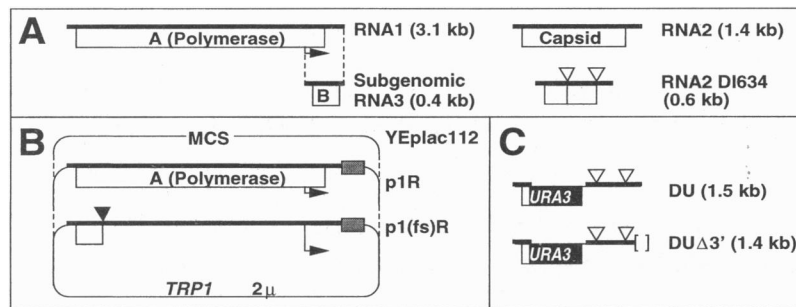 A
A (Polymerase)
RNA1 (3.1 kb)
B
Subgenomic
RNA3 (0.4 kb)
Capsid
RNA2 (1.4 kb)
RNA2 DI634
(0.6 kb)
B
MCS
YEplac112
A (Polymerase)
p1R
p1(fs)R
TRP1 2μ
C
URA3
DU (1.5 kb)
URA3
[ ]
DUΔ3' (1.4 kb)